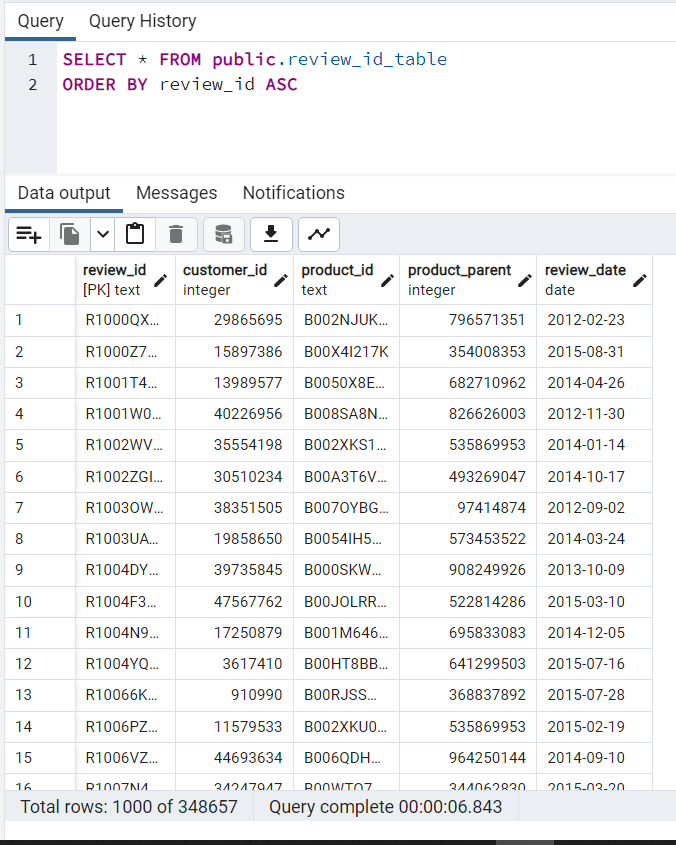 Query Query History
1 SELECT * FROM public.review_id_table
2 ORDER BY review_id ASC
Data output Messages Notifications
review_id customer_id product_id product_parent review_date
[PK] text integer text integer date
1 R1000QX... 29865695 B002NJUK... 796571351 2012-02-23
2 R1000Z7... 15897386 B00X4I217K 354008353 2015-08-31
3 R1001T4... 13989577 B0050X8E... 682710962 2014-04-26
4 R1001W0... 40226956 B008SA8N... 826626003 2012-11-30
5 R1002WV... 35554198 B002XKS1... 535869953 2014-01-14
6 R1002ZGI... 30510234 B00A3T6V... 493269047 2014-10-17
7 R1003OW... 38351505 B007OYBG... 97414874 2012-09-02
8 R1003UA... 19858650 B0054IH5... 573453522 2014-03-24
9 R1004DY... 39735845 B000SKW... 908249926 2013-10-09
10 R1004F3... 47567762 B00JOLRR... 522814286 2015-03-10
11 R1004N9... 17250879 B001M646... 695833083 2014-12-05
12 R1004YQ... 3617410 B00HT8BB... 641299503 2015-07-16
13 R10066K... 910990 B00RJSS... 368837892 2015-07-28
14 R1006PZ... 11579533 B002XKU0... 535869953 2015-02-19
15 R1006VZ... 44693634 B006QDH... 964250144 2014-09-10
16 R1007N4... 34247947 B00WTO7... 344062830 2015-03-20
Total rows: 1000 of 348657 Query complete 00:00:06.843